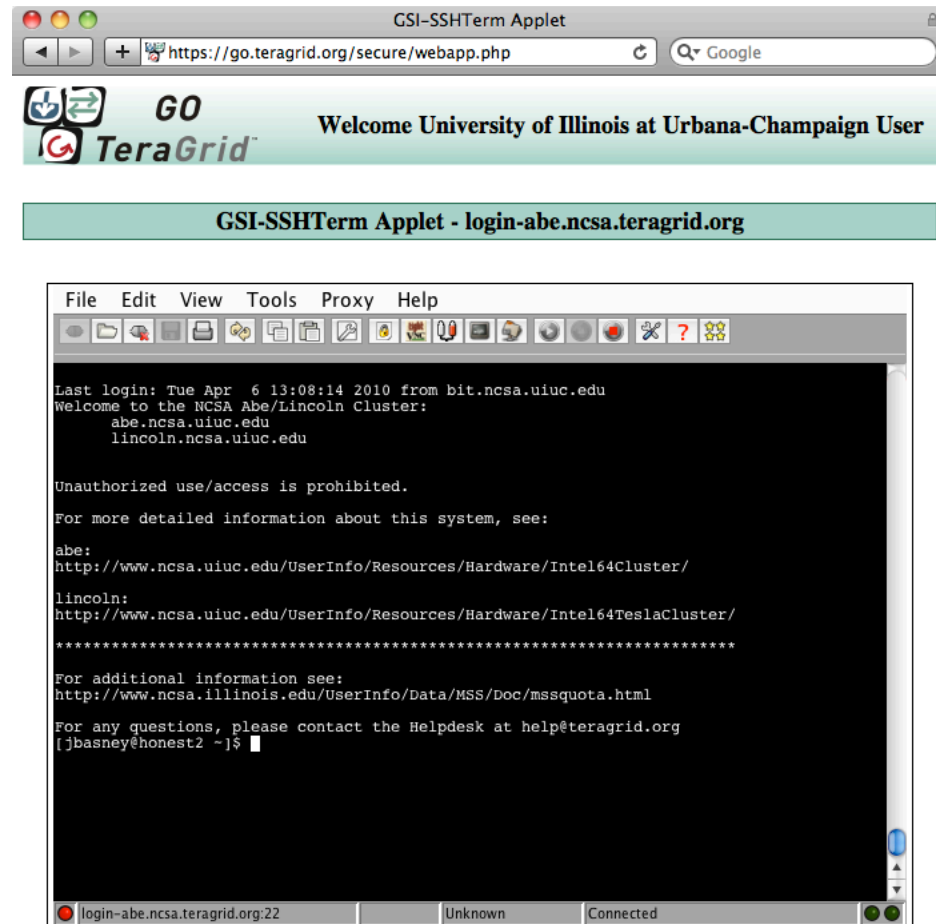 GSI-SSHTerm Applet
https://go.teragrid.org/secure/webapp.php
Google
GO
TeraGrid™
Welcome University of Illinois at Urbana-Champaign User
GSI-SSHTerm Applet - login-abe.ncsa.teragrid.org
File Edit View Tools Proxy Help
Last login: Tue Apr  6 13:08:14 2010 from bit.ncsa.uiuc.edu
Welcome to the NCSA Abe/Lincoln Cluster:
abe.ncsa.uiuc.edu
lincoln.ncsa.uiuc.edu
Unauthorized use/access is prohibited.
For more detailed information about this system, see:
abe:
http://www.ncsa.uiuc.edu/UserInfo/Resources/Hardware/Intel64Cluster/
lincoln:
http://www.ncsa.uiuc.edu/UserInfo/Resources/Hardware/Intel64TeslaCluster/
*************************************************************************
For additional information see:
http://www.ncsa.illinois.edu/UserInfo/Data/MSS/Doc/mssquota.html
For any questions, please contact the Helpdesk at help@teragrid.org
[jbasney@honest2 ~]$
login-abe.ncsa.teragrid.org:22 Unknown Connected